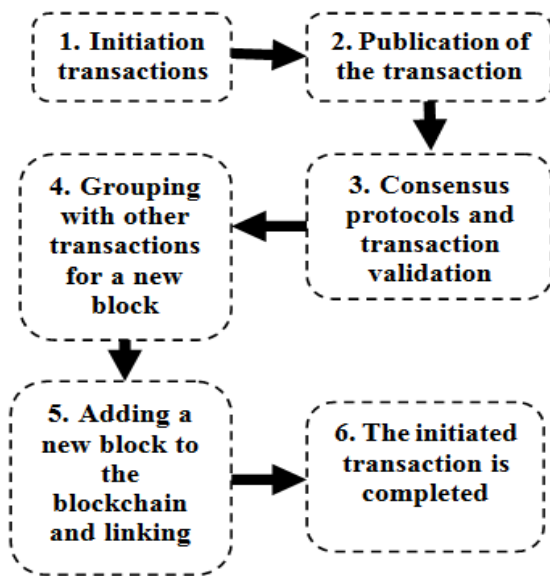 1. Initiation
transactions
2. Publication of
the transaction
3. Consensus
protocols and
transaction
validation
4. Grouping
with other
transactions
for a new
block
5. Adding a
new block to
the
blockchain
and linking
6. The initiated
transaction is
completed